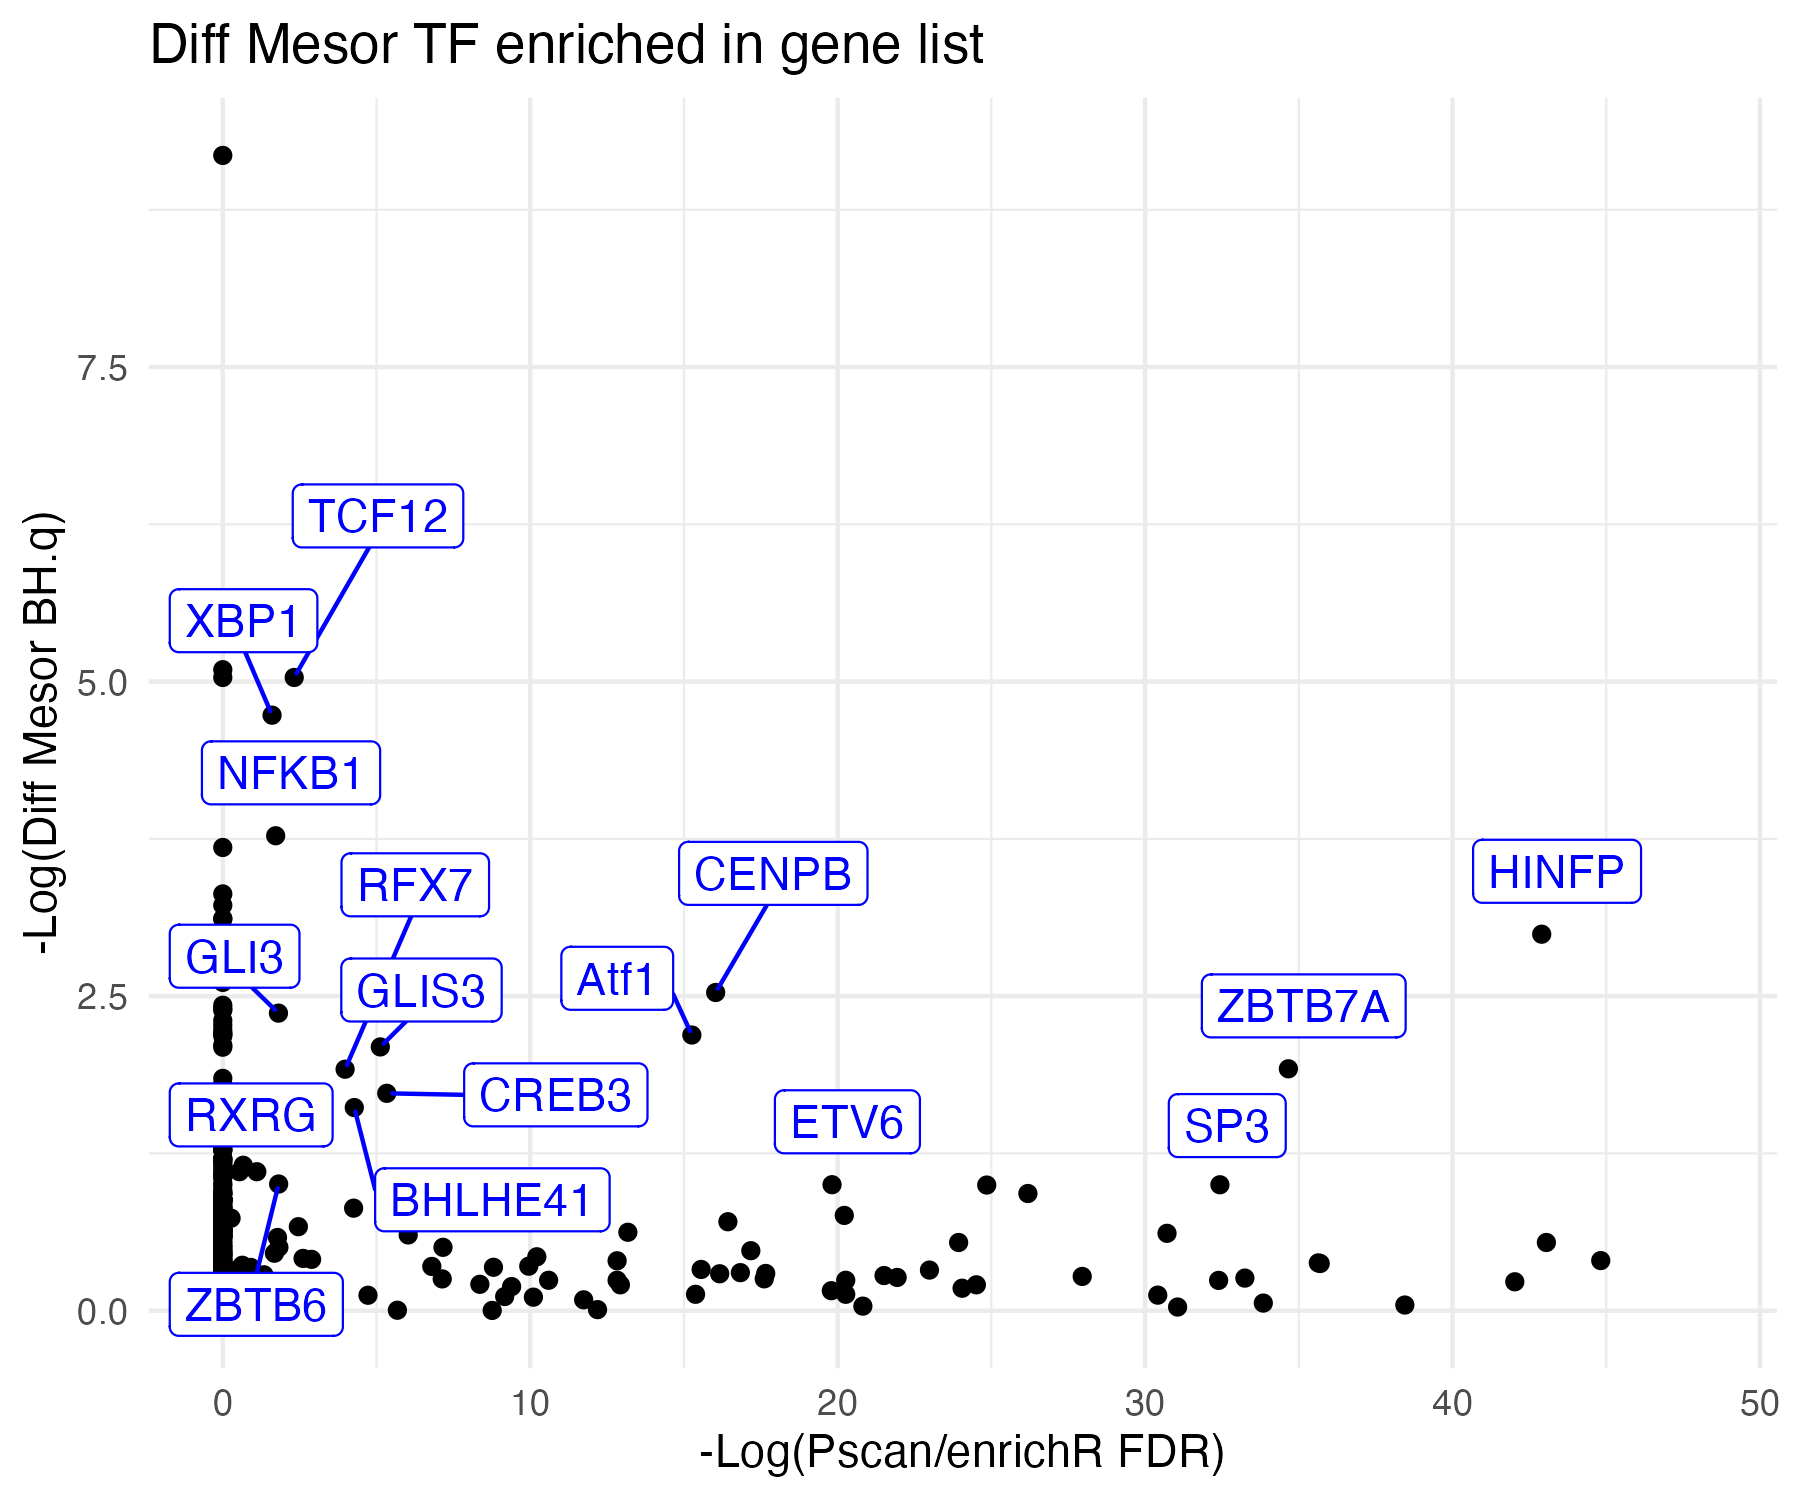 Diff Mesor TF enriched in gene list
-Log(Diff Mesor BH.q)
7.5
5.0
2.5
0.0
TCF12
XBP1
NFKB1
RFX7
CENPB
HINFP
GLI3
GLIS3
Atf1
ZBTB7A
CREB3
RXRG
ETV6
SP3
BHLHE41
ZBTB6
0
10
20
30
40
50
-Log(Pscan/enrichR FDR)